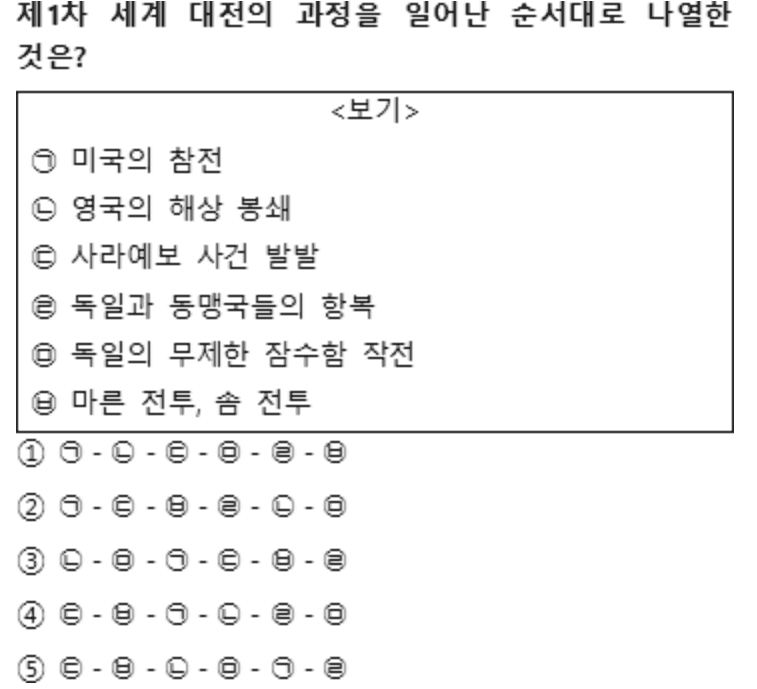 제1차 세계 대전의 과정을 일어난 순서대로 나열한
것은?
<보기>
㉠ 미국의 참전
㉡ 영국의 해상 봉쇄
㉢ 사라예보 사건 발발
㉣ 독일과 동맹국들의 항복
㉤ 독일의 무제한 잠수함 작전
㉥ 마른 전투, 솜 전투
① ㉠ - ㉡ - ㉢ - ㉤ - ㉣ - ㉥
② ㉠ - ㉢ - ㉥ - ㉣ - ㉡ - ㉤
③ ㉡ - ㉤ - ㉠ - ㉢ - ㉥ - ㉣
④ ㉢ - ㉥ - ㉠ - ㉡ - ㉣ - ㉤
⑤ ㉢ - ㉥ - ㉡ - ㉤ - ㉠ - ㉣